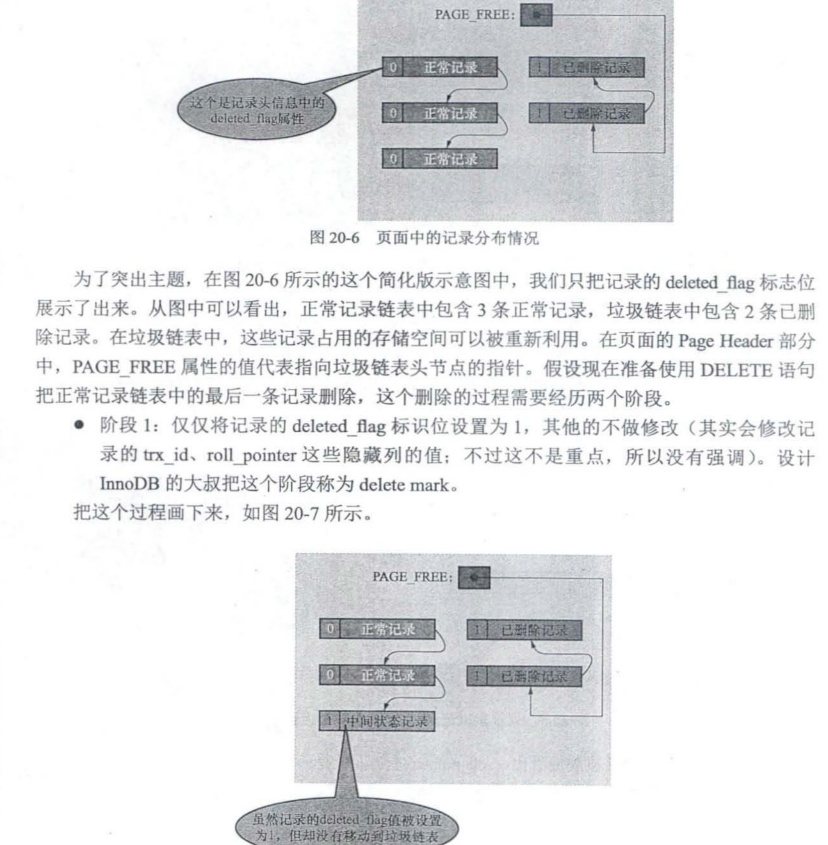 PAGE_FREE:
0 正常记录 1 已删除记录
这个是记录头信息中的
deleted_flag属性
0 正常记录 1 已删除记录
0 正常记录
图 20-6 页面中的记录分布情况
为了突出主题，在图 20-6 所示的这个简化版示意图中，我们只把记录的 deleted_flag 标志位
展示了出来。从图中可以看出，正常记录链表中包含 3 条正常记录，垃圾链表中包含 2 条已删
除记录。在垃圾链表中，这些记录占用的存储空间可以被重新利用。在页面的 Page Header 部分
中，PAGE_FREE 属性的值代表指向垃圾链表头节点的指针。假设现在准备使用 DELETE 语句
把正常记录链表中的最后一条记录删除，这个删除的过程需要经历两个阶段。
● 阶段 1：仅仅将记录的 deleted_flag 标识位设置为 1，其他的不做修改（其实会修改记
录的 trx_id、roll_pointer 这些隐藏列的值；不过这不是重点，所以没有强调）。设计
InnoDB 的大叔把这个阶段称为 delete mark。
把这个过程画下来，如图 20-7 所示。
PAGE_FREE:
0 正常记录 1 已删除记录
0 正常记录 1 已删除记录
1 中间状态记录
虽然记录的deleted_flag值被设置
为1，但却没有移动到垃圾链表